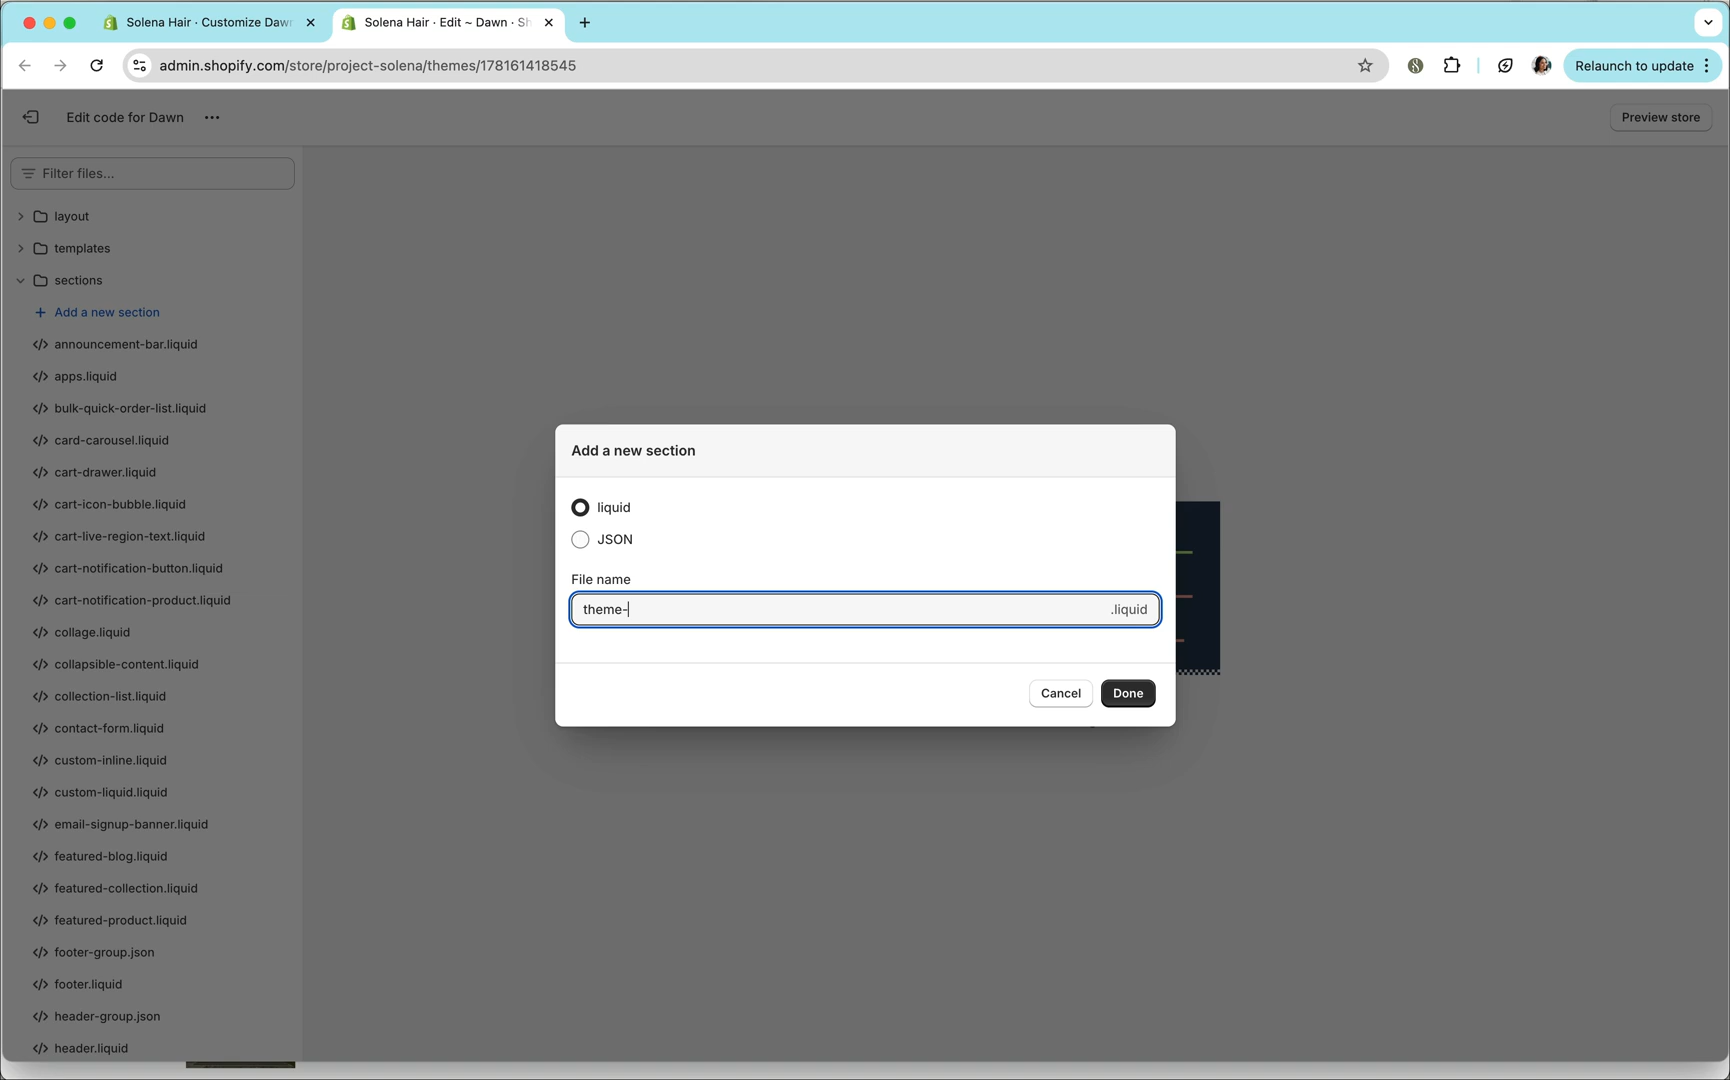 Solena Hair · Customize Daw
Solena Hair · Edit ~ Dawn · Sh
admin.shopify.com/store/project-solena/themes/178161418545
Relaunch to update
Edit code for Dawn
Preview store
Filter files...
layout
templates
sections
Add a new section
announcement-bar.liquid
apps.liquid
bulk-quick-order-list.liquid
card-carousel.liquid
cart-drawer.liquid
cart-icon-bubble.liquid
cart-live-region-text.liquid
cart-notification-button.liquid
cart-notification-product.liquid
collage.liquid
collapsible-content.liquid
collection-list.liquid
contact-form.liquid
custom-inline.liquid
custom-liquid.liquid
email-signup-banner.liquid
featured-blog.liquid
featured-collection.liquid
featured-product.liquid
footer-group.json
footer.liquid
header-group.json
header.liquid
Add a new section
liquid
JSON
File name
theme- .liquid
Cancel Done